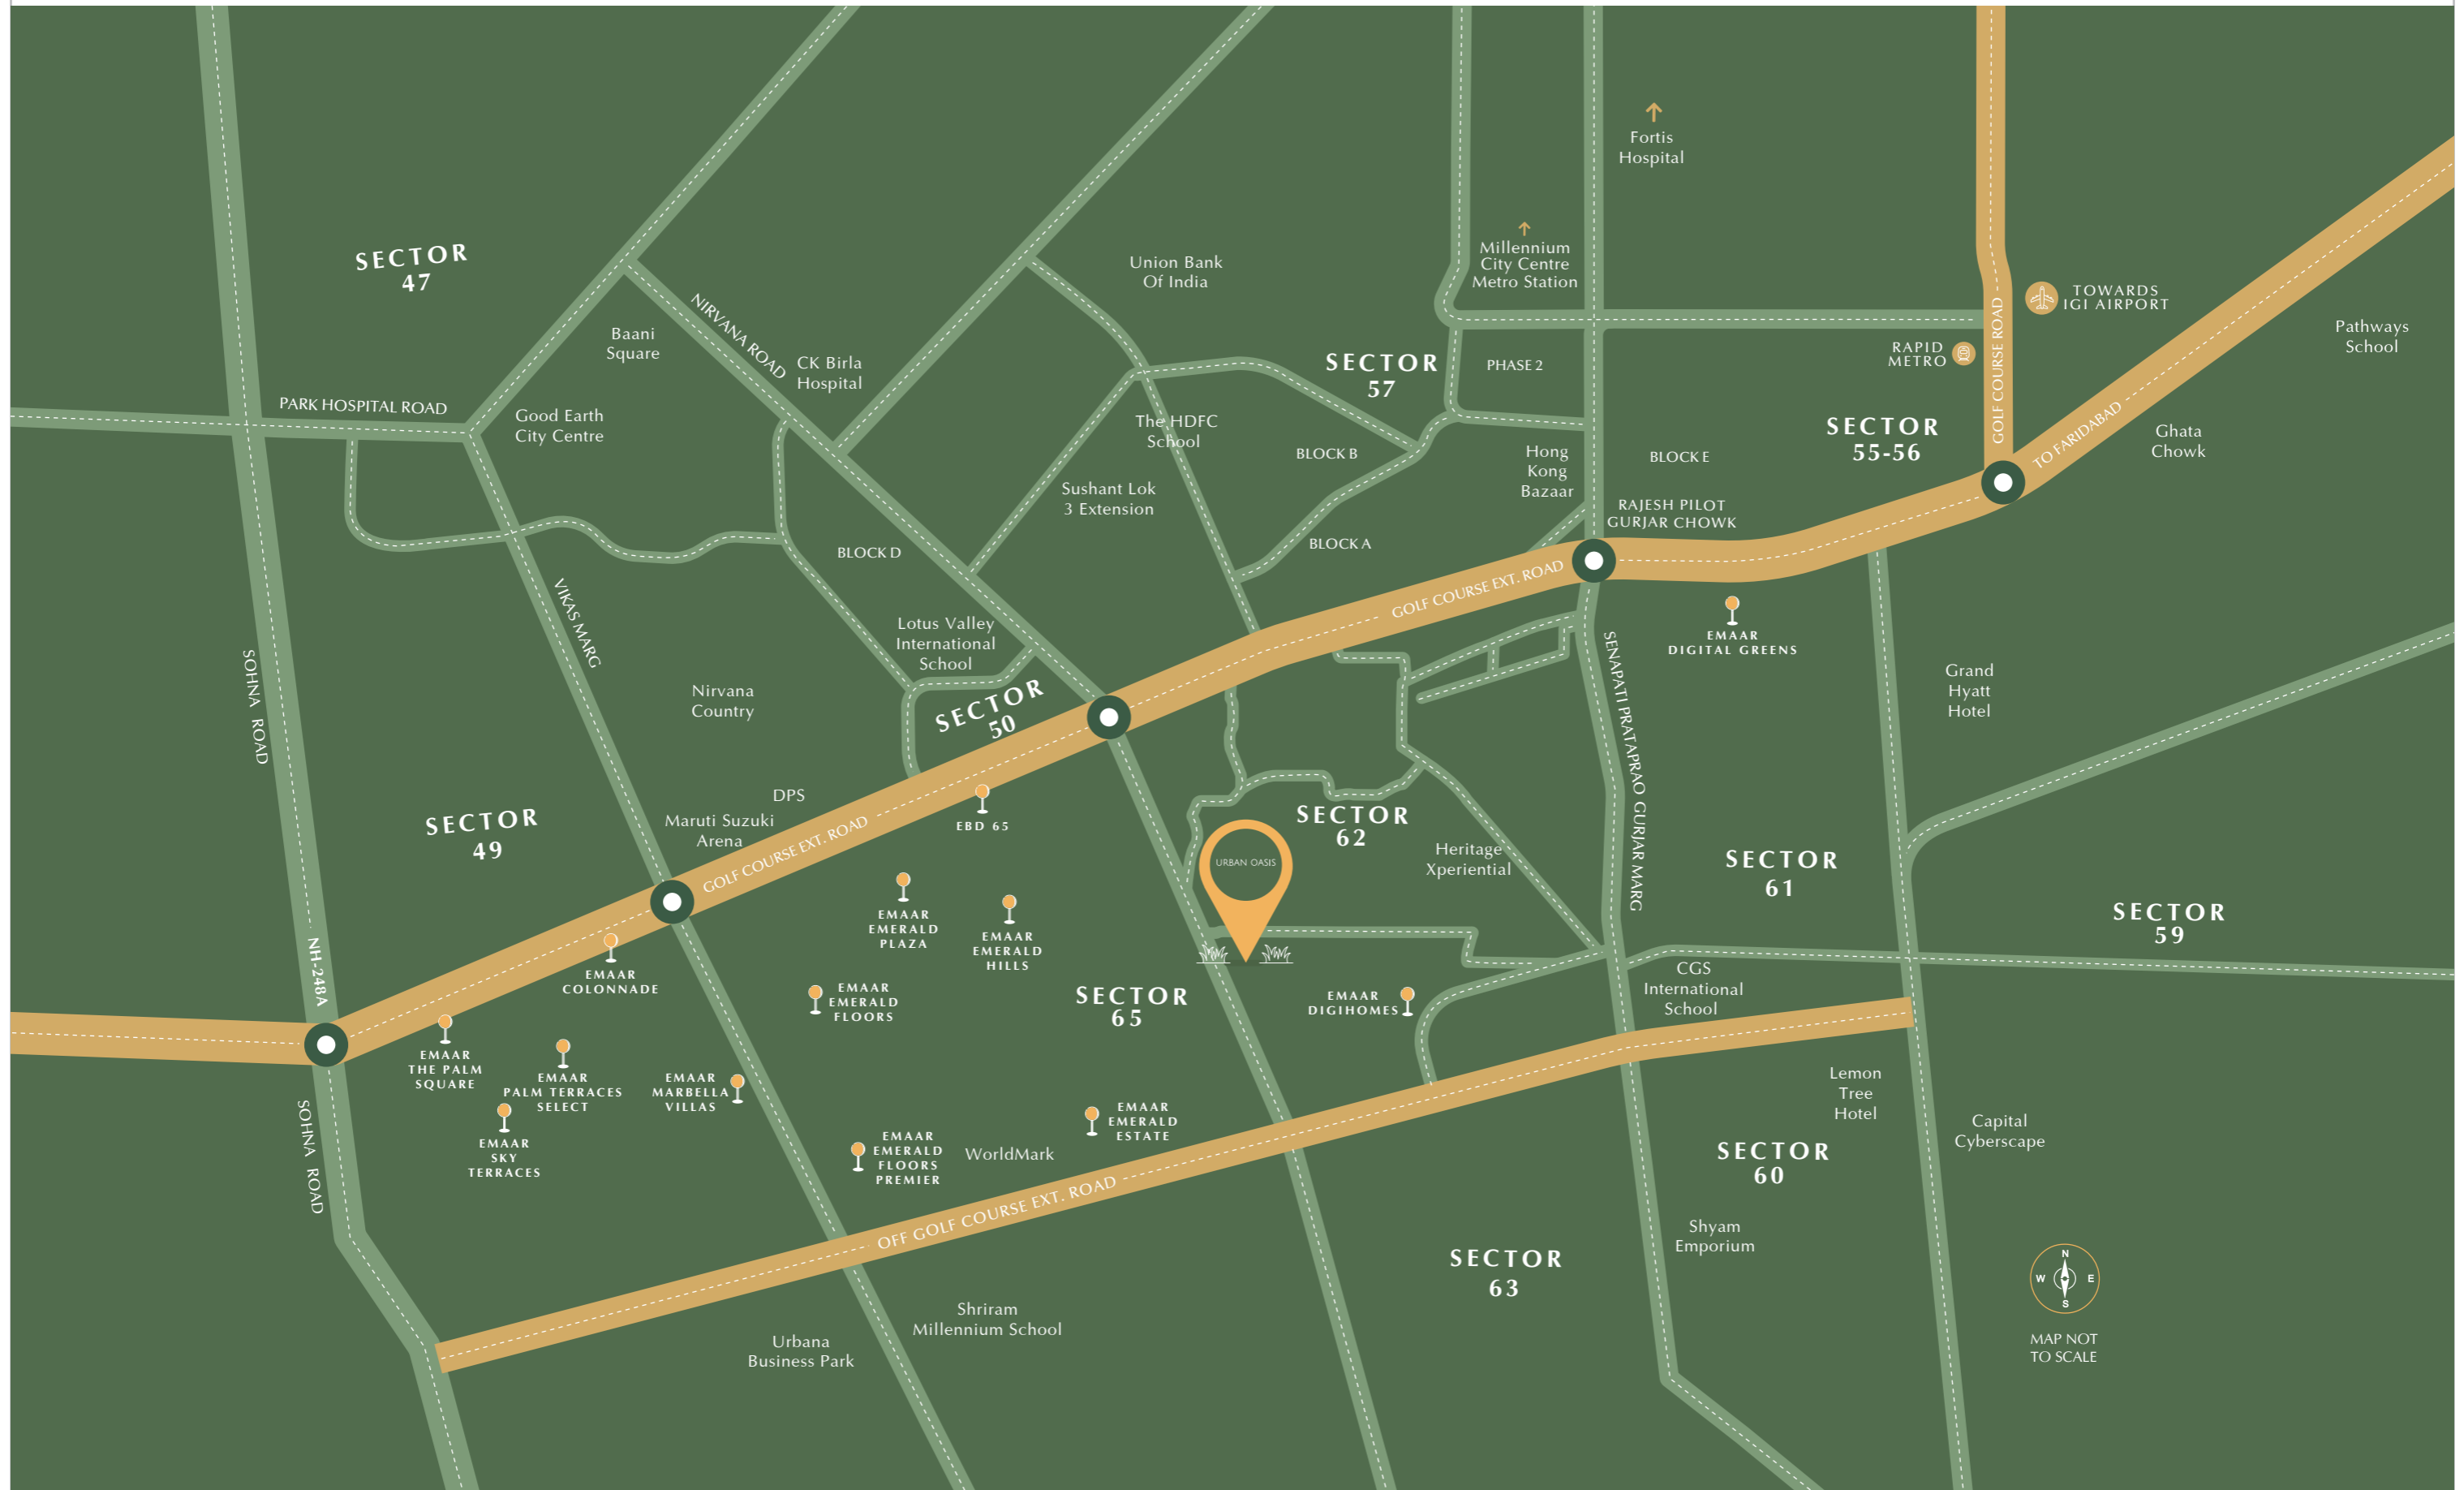 Fortis
Hospital
Millennium
City Centre
Metro Station
Union Bank
Of India
SECTOR
47
TOWARDS
IGI AIRPORT
GOLF COURSE ROAD
RAPID
METRO
Pathways
School
Baani
Square
NIRVANA ROAD
CK Birla
Hospital
SECTOR
57
PHASE 2
PARK HOSPITAL ROAD
Good Earth
City Centre
The HDFC
School
BLOCK B
Hong
Kong
Bazaar
BLOCK E
SECTOR
55-56
TO FARIDABAD
Ghata
Chowk
Sushant Lok
3 Extension
RAJESH PILOT
GURJAR CHOWK
BLOCK D
BLOCK A
VIKAS MARG
GOLF COURSE EXT. ROAD
EMAAR
DIGITAL GREENS
Lotus Valley
International
School
SENAPATI PRATAPRAO GURJAR MARG
Grand
Hyatt
Hotel
SOHNA ROAD
Nirvana
Country
SECTOR
50
DPS
Maruti Suzuki
Arena
SECTOR
49
GOLF COURSE EXT. ROAD
EBD 65
SECTOR
62
URBAN OASIS
Heritage
Xperiential
SECTOR
61
SECTOR
59
NH-248A
EMAAR
EMERALD
PLAZA
EMAAR
EMERALD
HILLS
EMAAR
COLONNADE
EMAAR
EMERALD
FLOORS
SECTOR
65
EMAAR
DIGIHOMES
CGS
International
School
EMAAR
THE PALM
SQUARE
EMAAR
PALM TERRACES
SELECT
EMAAR
MARBELLA
VILLAS
EMAAR
SKY
TERRACES
SOHNA ROAD
EMAAR
EMERALD
FLOORS
PREMIER
WorldMark
EMAAR
EMERALD
ESTATE
Lemon
Tree
Hotel
Capital
Cyberscape
SECTOR
60
OFF GOLF COURSE EXT. ROAD
Shyam
Emporium
SECTOR
63
Shriram
Millennium School
Urbana
Business Park
N
W E
S
MAP NOT
TO SCALE